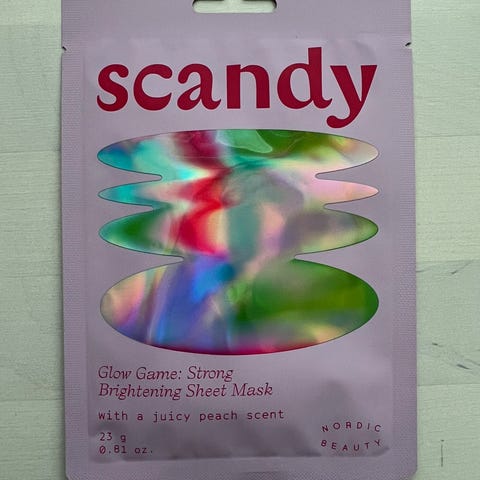 scandy
Glow Game: Strong
Brightening Sheet Mask
with a juicy peach scent
23 g
0.81 oz.
NORDIC
BEAUTY